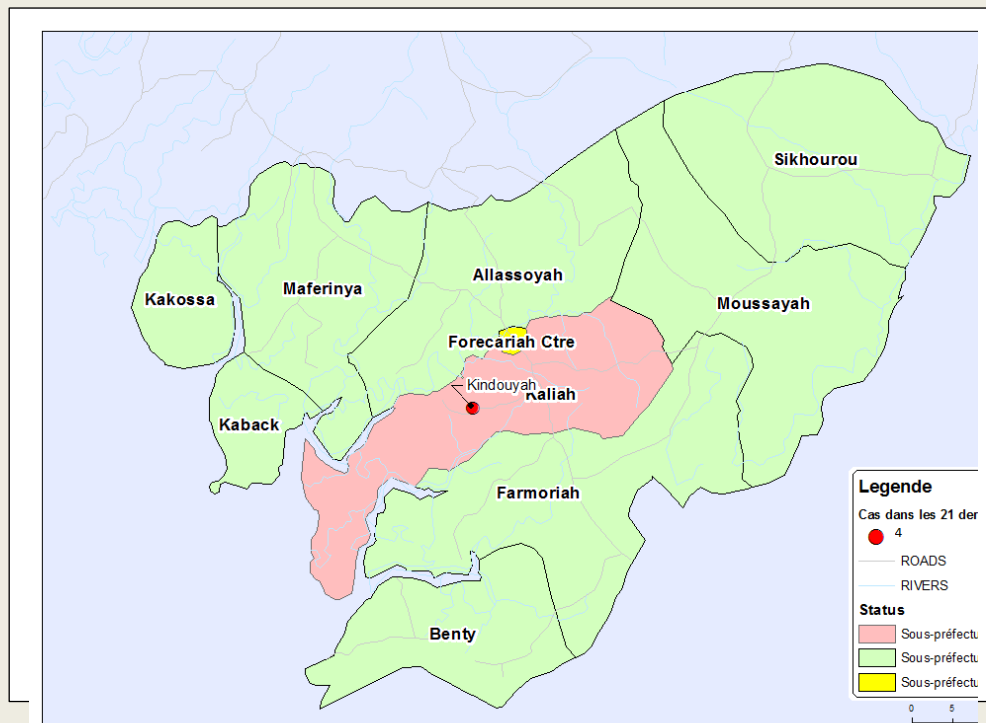 Sikhourou
Allassoyah
Maferinya
Kakossa
Moussayah
Forecariah Ctre
Kindouyah
Kaliah
Kaback
Farmoriah
Benty
Legende
Cas dans les 21 der
4
ROADS
RIVERS
Status
Sous-préfectu
Sous-préfectu
Sous-préfectu
0 5